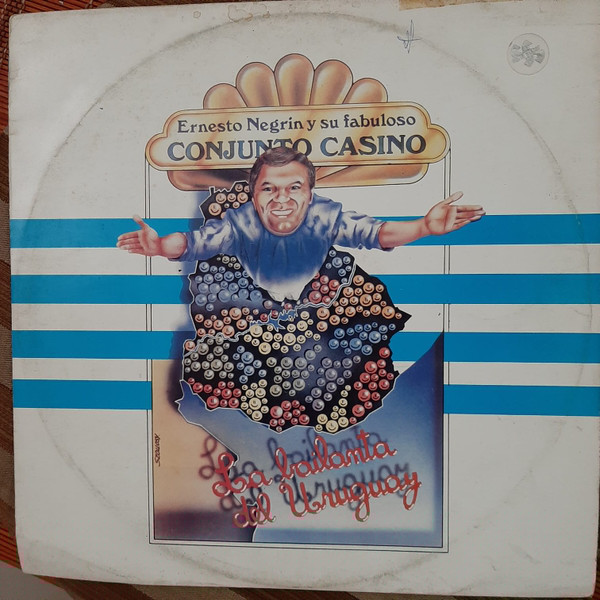 Ernesto Negrin y su fabuloso
CONJUNTO CASINO
La bailanta
del Uruguay